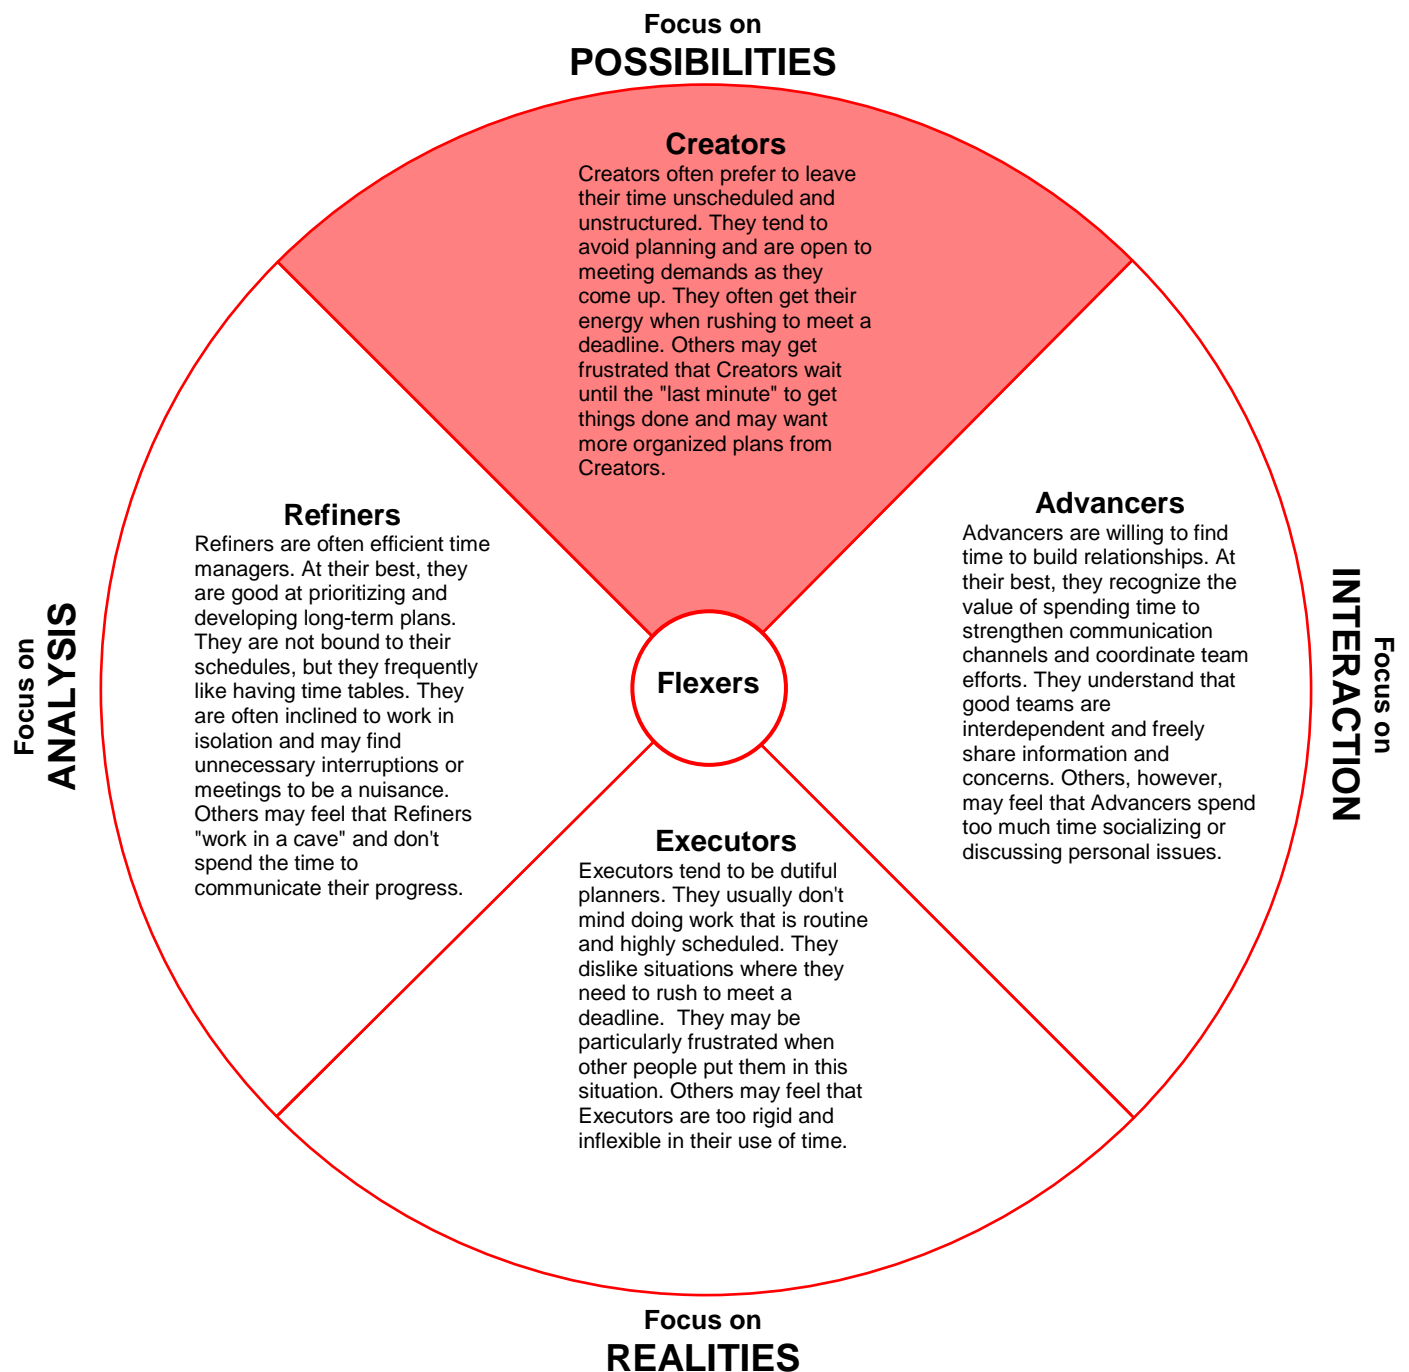 Focus on
POSSIBILITIES
Creators
Creators often prefer to leave
their time unscheduled and
unstructured. They tend to
avoid planning and are open to
meeting demands as they
come up. They often get their
energy when rushing to meet a
deadline. Others may get
frustrated that Creators wait
until the "last minute" to get
things done and may want
more organized plans from
Creators.
Focus on
ANALYSIS
Refiners
Refiners are often efficient time
managers. At their best, they
are good at prioritizing and
developing long-term plans.
They are not bound to their
schedules, but they frequently
like having time tables. They
are often inclined to work in
isolation and may find
unnecessary interruptions or
meetings to be a nuisance.
Others may feel that Refiners
"work in a cave" and don't
spend the time to
communicate their progress.
Flexers
Advancers
Advancers are willing to find
time to build relationships. At
their best, they recognize the
value of spending time to
strengthen communication
channels and coordinate team
efforts. They understand that
good teams are
interdependent and freely
share information and
concerns. Others, however,
may feel that Advancers spend
too much time socializing or
discussing personal issues.
Focus on
INTERACTION
Executors
Executors tend to be dutiful
planners. They usually don't
mind doing work that is routine
and highly scheduled. They
dislike situations where they
need to rush to meet a
deadline.  They may be
particularly frustrated when
other people put them in this
situation. Others may feel that
Executors are too rigid and
inflexible in their use of time.
Focus on
REALITIES